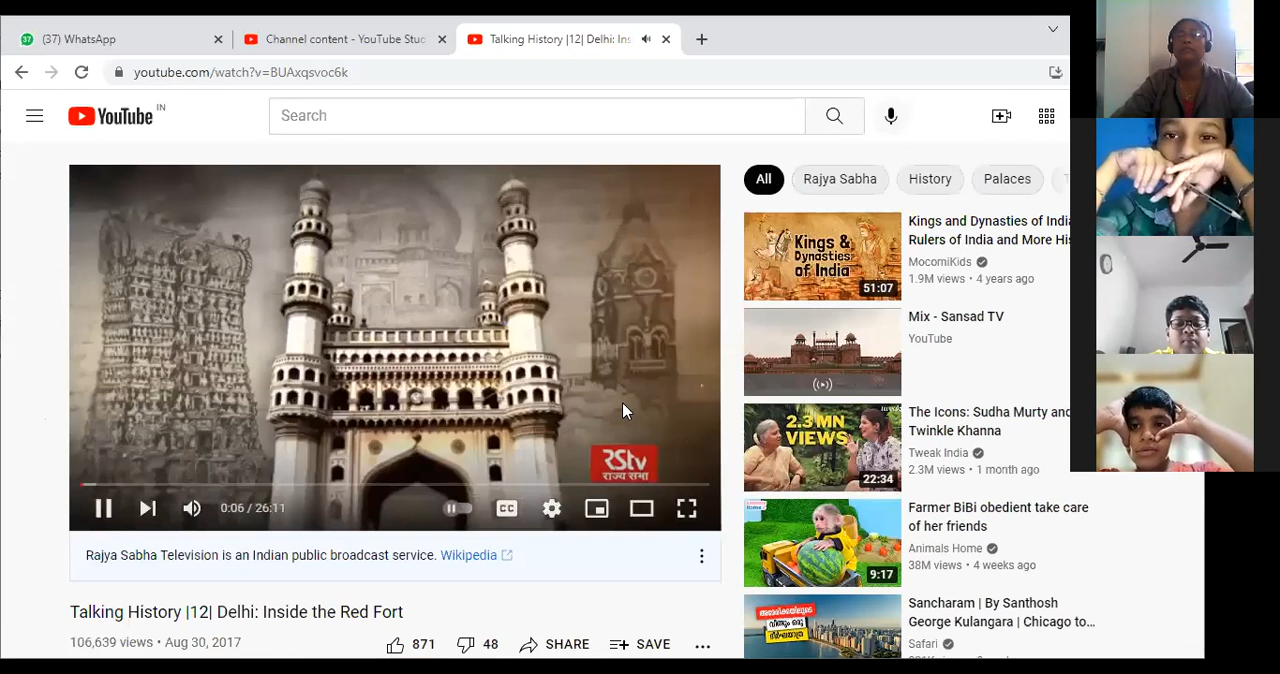 37
(37) WhatsApp
Channel content - YouTube Stud
Talking History |12| Delhi: Ins
youtube.com/watch?v=BUAxqsvoc6k
YouTube IN
Search
All
Rajya Sabha
History
Palaces
RStv
राज्य सभा
0:06 / 26:11
CC
Rajya Sabha Television is an Indian public broadcast service. Wikipedia
Talking History |12| Delhi: Inside the Red Fort
106,639 views • Aug 30, 2017
871
48
SHARE
SAVE
Kings &
Dynasties
of India
51:07
Kings and Dynasties of India
Rulers of India and More His
MocomiKids
1.9M views • 4 years ago
Mix - Sansad TV
YouTube
2.3 MN
VIEWS
22:34
The Icons: Sudha Murty and
Twinkle Khanna
Tweak India
2.3M views • 1 month ago
9:17
Farmer BiBi obedient take care
of her friends
Animals Home
38M views • 4 weeks ago
Sancharam | By Santhosh
George Kulangara | Chicago to...
Safari